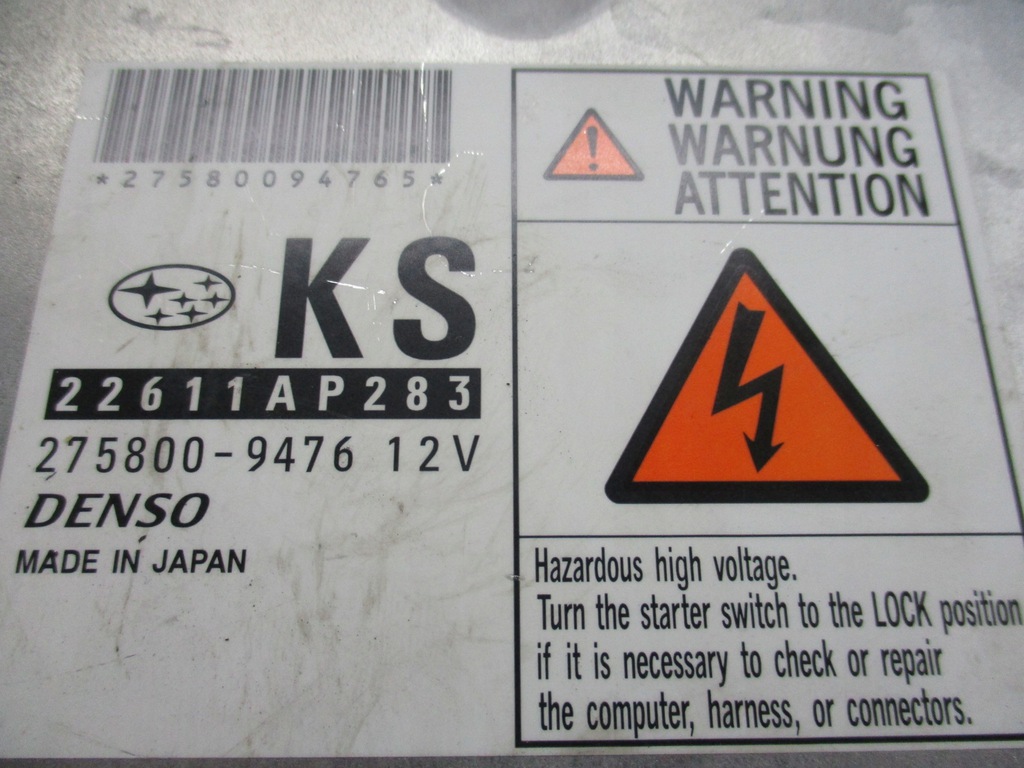 *275800094765*
KS
22611AP283
275800-9476 12V
DENSO
MADE IN JAPAN
WARNING
WARNUNG
ATTENTION
Hazardous high voltage.
Turn the starter switch to the LOCK position
if it is necessary to check or repair
the computer, harness, or connectors.